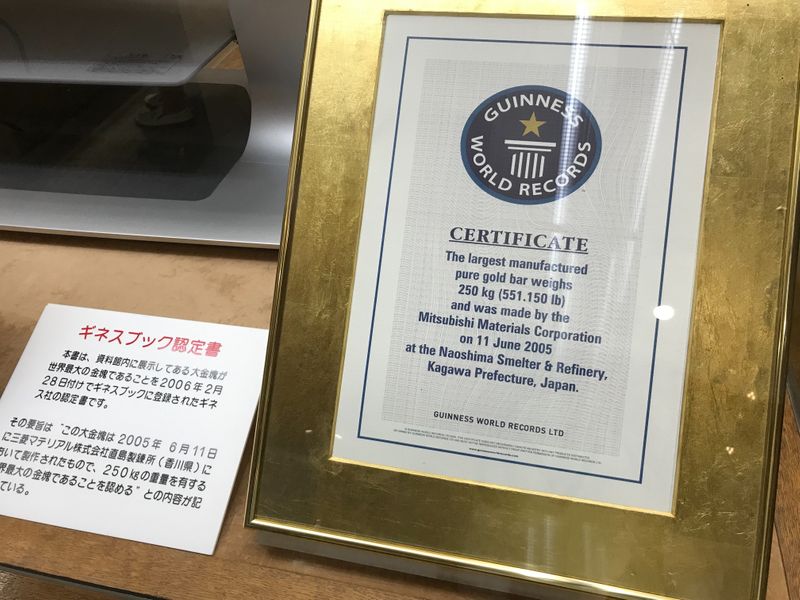 ギネスブック認定書
本書は、資料館内に展示してある大金塊が
世界最大の金塊であることを2006年2月
28日付けでギネスブックに登録されたギネ
ス社の認定書です。
その要旨は“この大金塊は2005年 6月11日
に三菱マテリアル株式会社直島製錬所(香川県)に
おいて製作されたもので、250kgの重量を有する
世界最大の金塊であることを認める”との内容が記
ている。
GUINNESS
WORLD RECORDS
CERTIFICATE
The largest manufactured
pure gold bar weighs
250 kg (551.150 lb)
and was made by the
Mitsubishi Materials Corporation
on 11 June 2005
at the Naoshima Smelter & Refinery,
Kagawa Prefecture, Japan.
GUINNESS WORLD RECORDS LTD
www.guinnessworldrecords.com